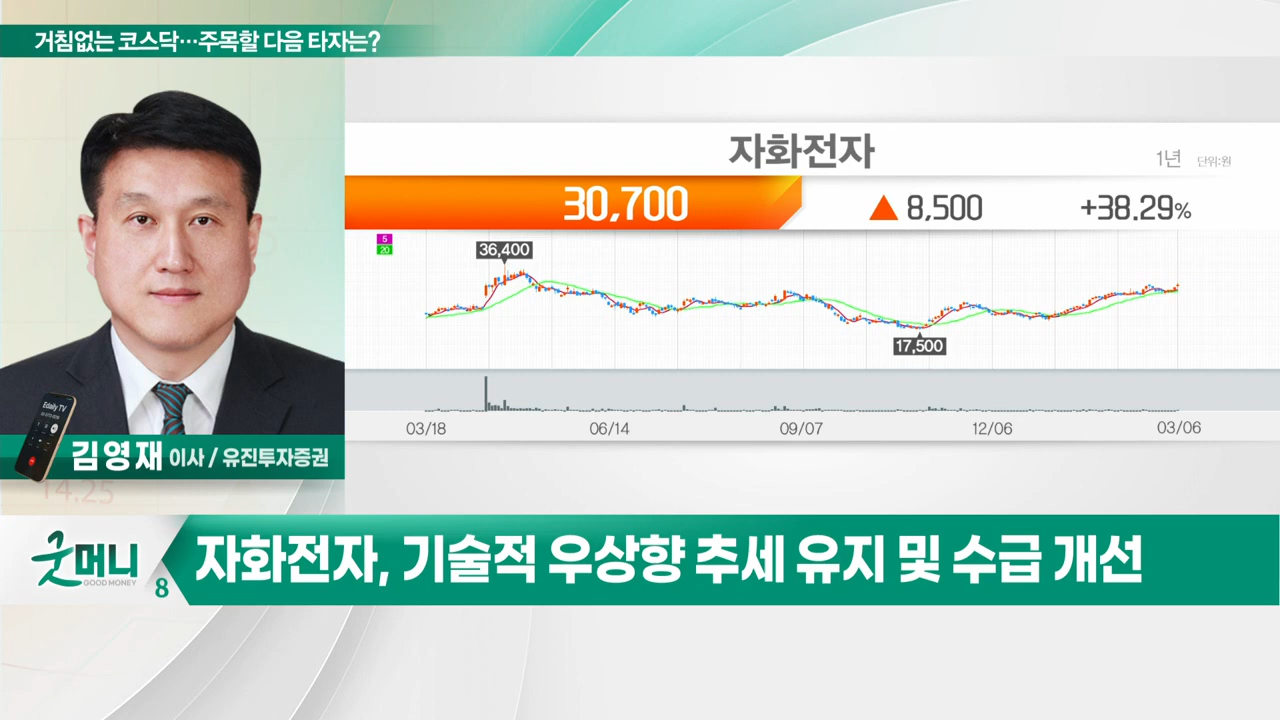 거침없는 코스닥…주목할 다음 타자는?
자화전자
1년 단위:원
30,700 ▲ 8,500 +38.29%
5
20
36,400
17,500
03/18 06/14 09/07 12/06 03/06
Edaily TV
김영재 이사 / 유진투자증권
14.25
굿머니
GOOD MONEY
8
자화전자, 기술적 우상향 추세 유지 및 수급 개선